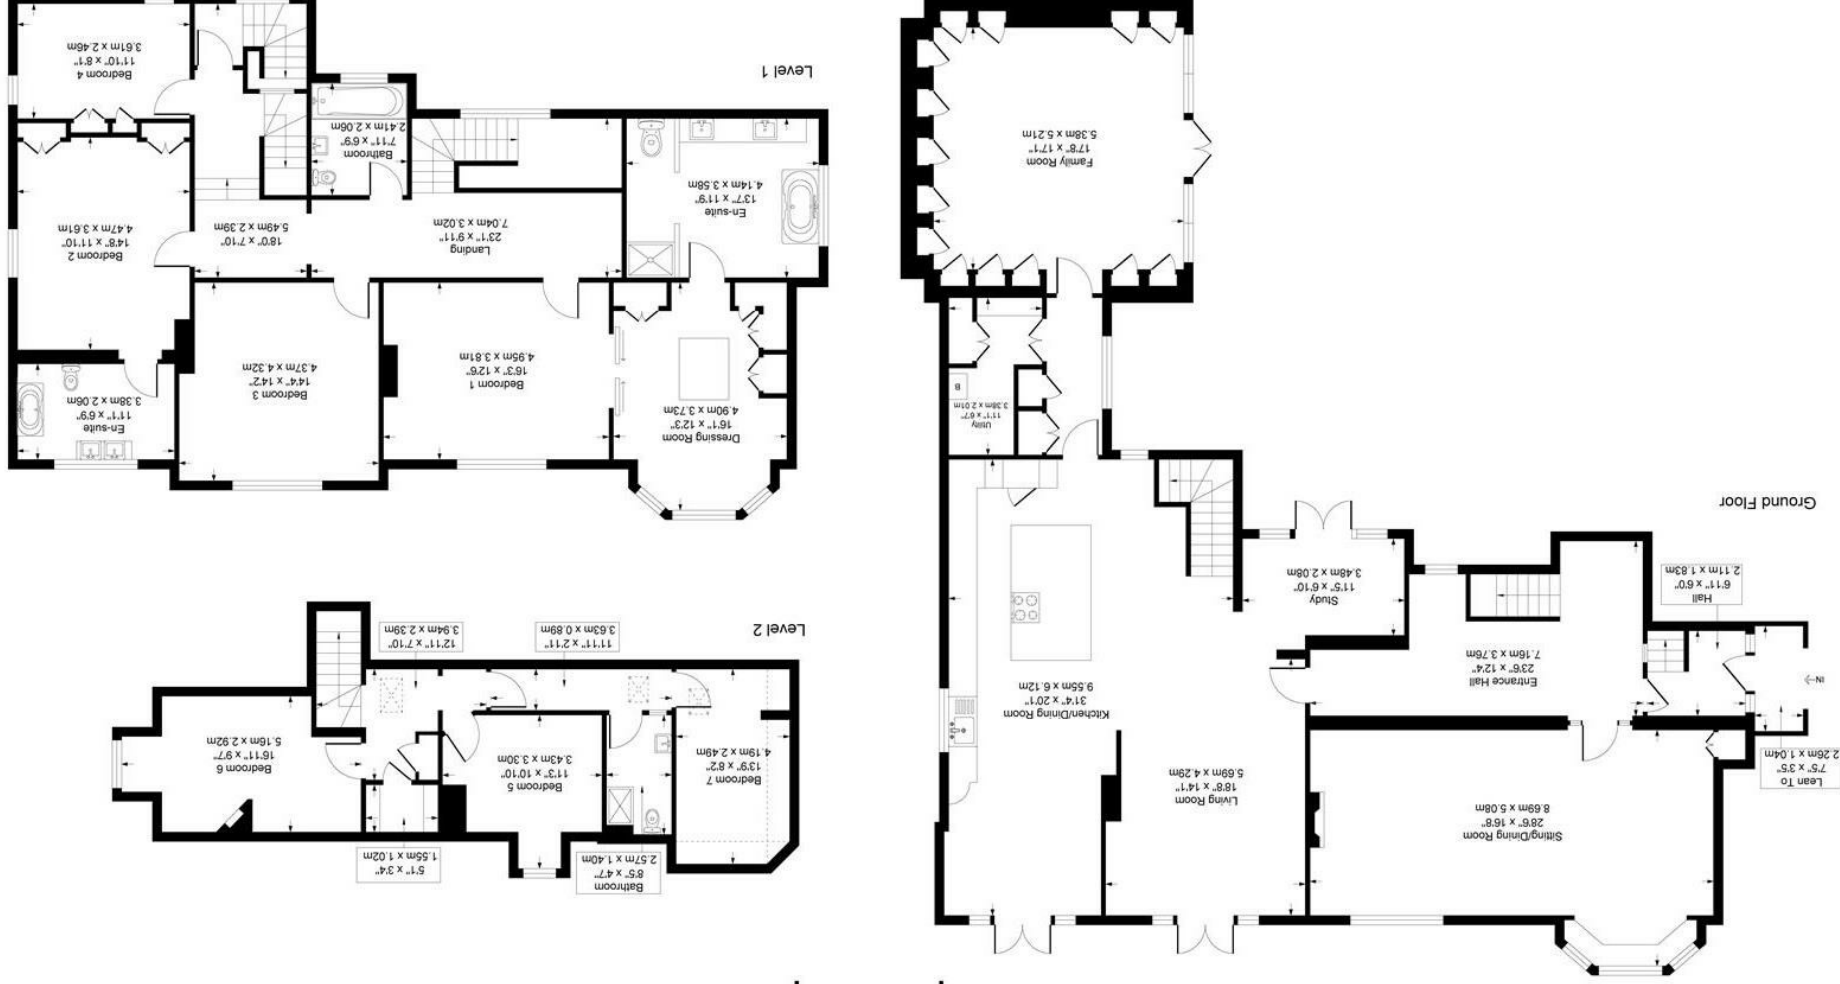 Sitting/Dining Room
28'6" x 16'8
8.69m x 5.08m
Living Room
18'8" x 14'1"
5.69m x 4.29m
Lean To
7'5" x 3'5
2.26m x 1.04m
Kitchen/Dining Room
31'4" x 20'1"
9.55m x 6.12m
Entrance Hall
23'6" x 12'4"
7.16m x 3.76m
IN
Hall
6'11" x 6'0"
2.11m x 1.83m
Study
11'5" x 6'10"
3.48m x 2.08m
Ground Floor
Utility
11'1" x 6'7"
3.38m x 2.01m
B
Family Room
17'8" x 17'1"
5.38m x 5.21m
Bathroom
8'5" x 4'7"
2.57m x 1.40m
5'1" x 3'4"
1.55m x 1.02m
Bedroom 7
13'9" x 8'2"
4.19m x 2.49m
Bedroom 5
11'3" x 10'10"
3.43m x 3.30m
Bedroom 6
16'11" x 9'7"
5.16m x 2.92m
Level 2
11'11" x 2'11"
3.63m x 0.89m
12'11" x 7'10"
3.94m x 2.39m
Dressing Room
16'1" x 12'3"
4.90m x 3.73m
Bedroom 1
16'3" x 12'6"
4.95m x 3.81m
Bedroom 3
14'4" x 14'2"
4.37m x 4.32m
En-suite
11'1" x 6'9"
3.38m x 2.06m
En-suite
13'7" x 11'9"
4.14m x 3.58m
Landing
23'1" x 9'11"
7.04m x 3.02m
18'0" x 7'10"
5.49m x 2.39m
Bedroom 2
14'8" x 11'10"
4.47m x 3.61m
Bathroom
7'11" x 6'9"
2.41m x 2.06m
Bedroom 4
11'10" x 8'1"
3.61m x 2.46m
Level 1